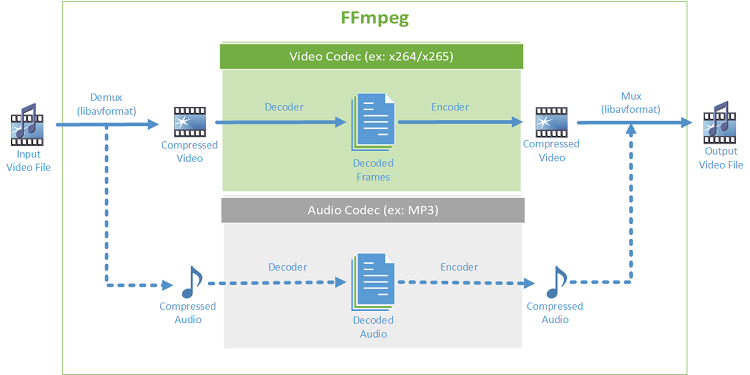 FFmpeg
Video Codec (ex: x264/x265)
Demux
(libavformat)
Decoder
Encoder
Mux
(libavformat)
Input
Video File
Compressed
Video
Decoded
Frames
Compressed
Video
Output
Video File
Audio Codec (ex: MP3)
Decoder
Encoder
Compressed
Audio
Decoded
Audio
Compressed
Audio